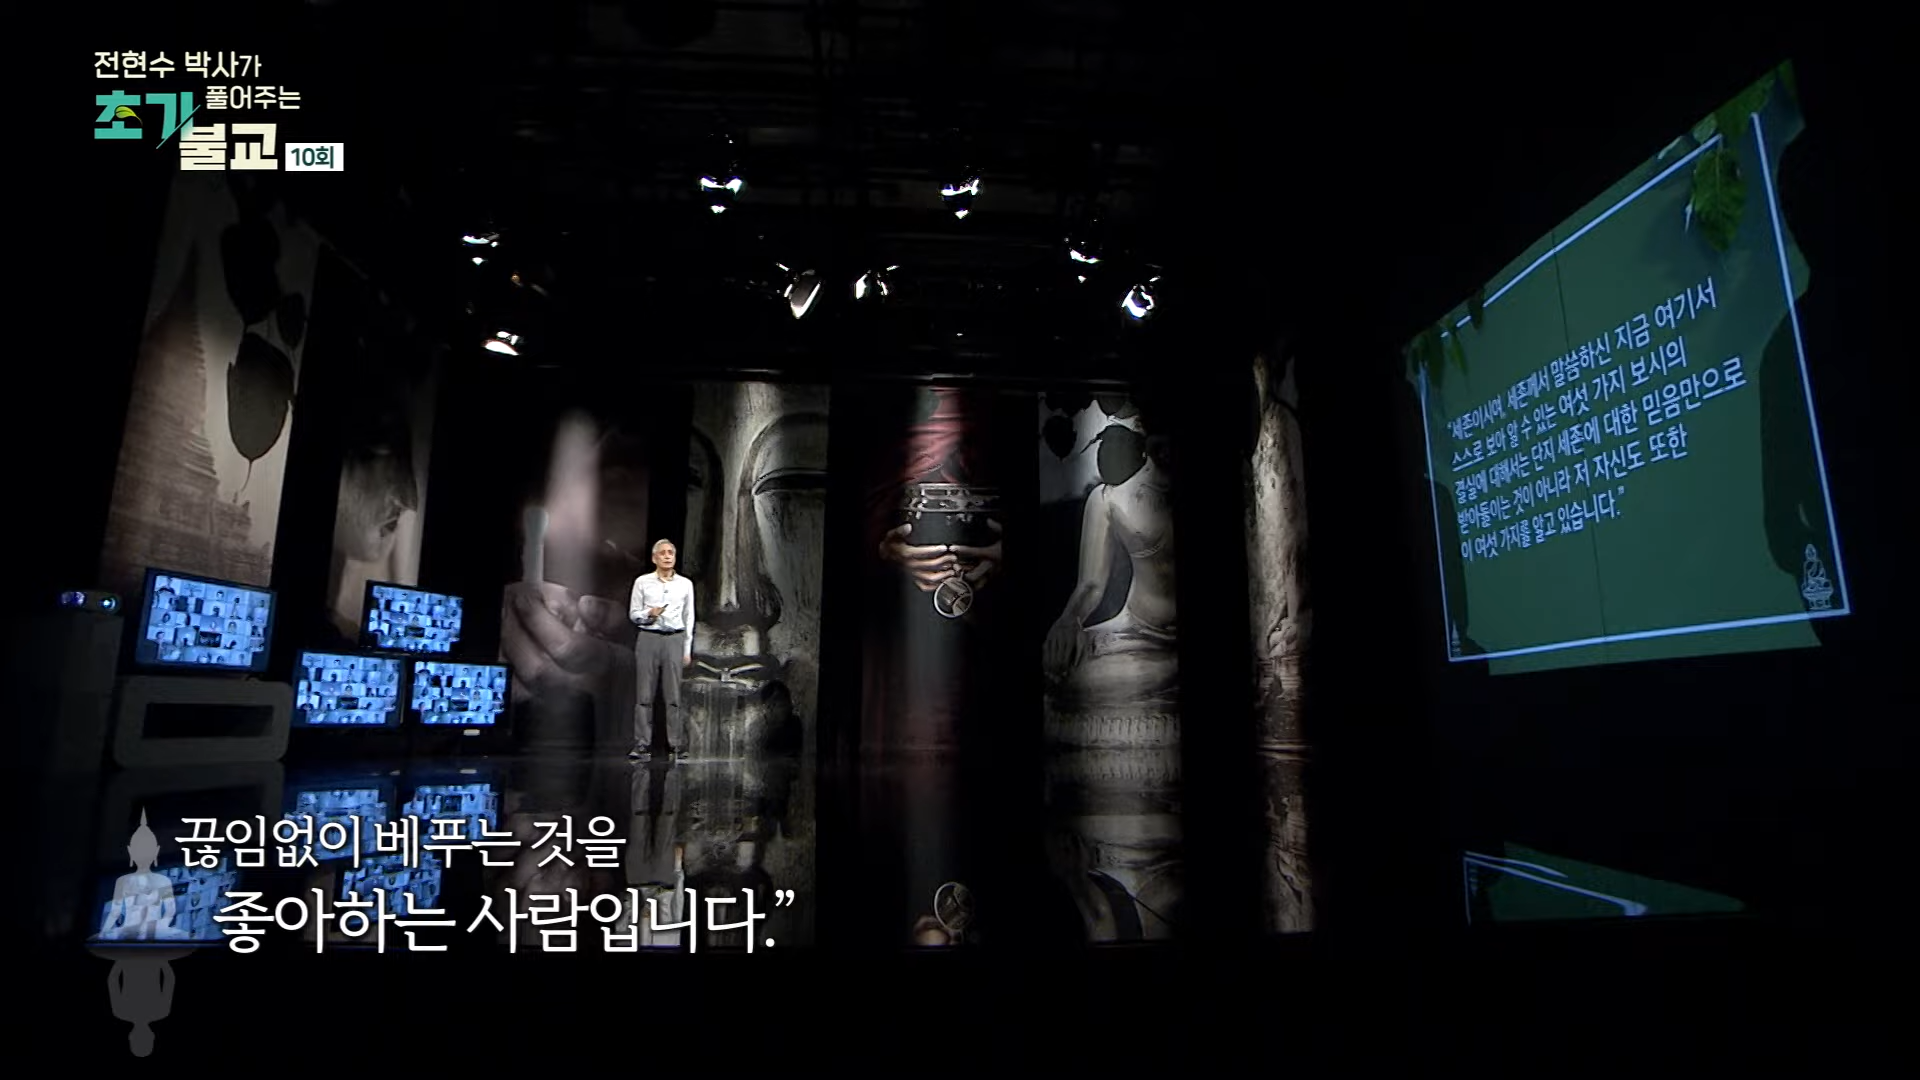 전현수 박사가
풀어주는
초기
불교 10회
"세존이시여, 세존께서 말씀하신 지금 여기서
스스로 보아 알 수 있는 여섯 가지 보시의
결실에 대해서는 단지 세존에 대한 믿음만으로
받아들이는 것이 아니라 저 자신도 또한
이 여섯 가지를 알고 있습니다."
끊임없이 베푸는 것을
좋아하는 사람입니다."